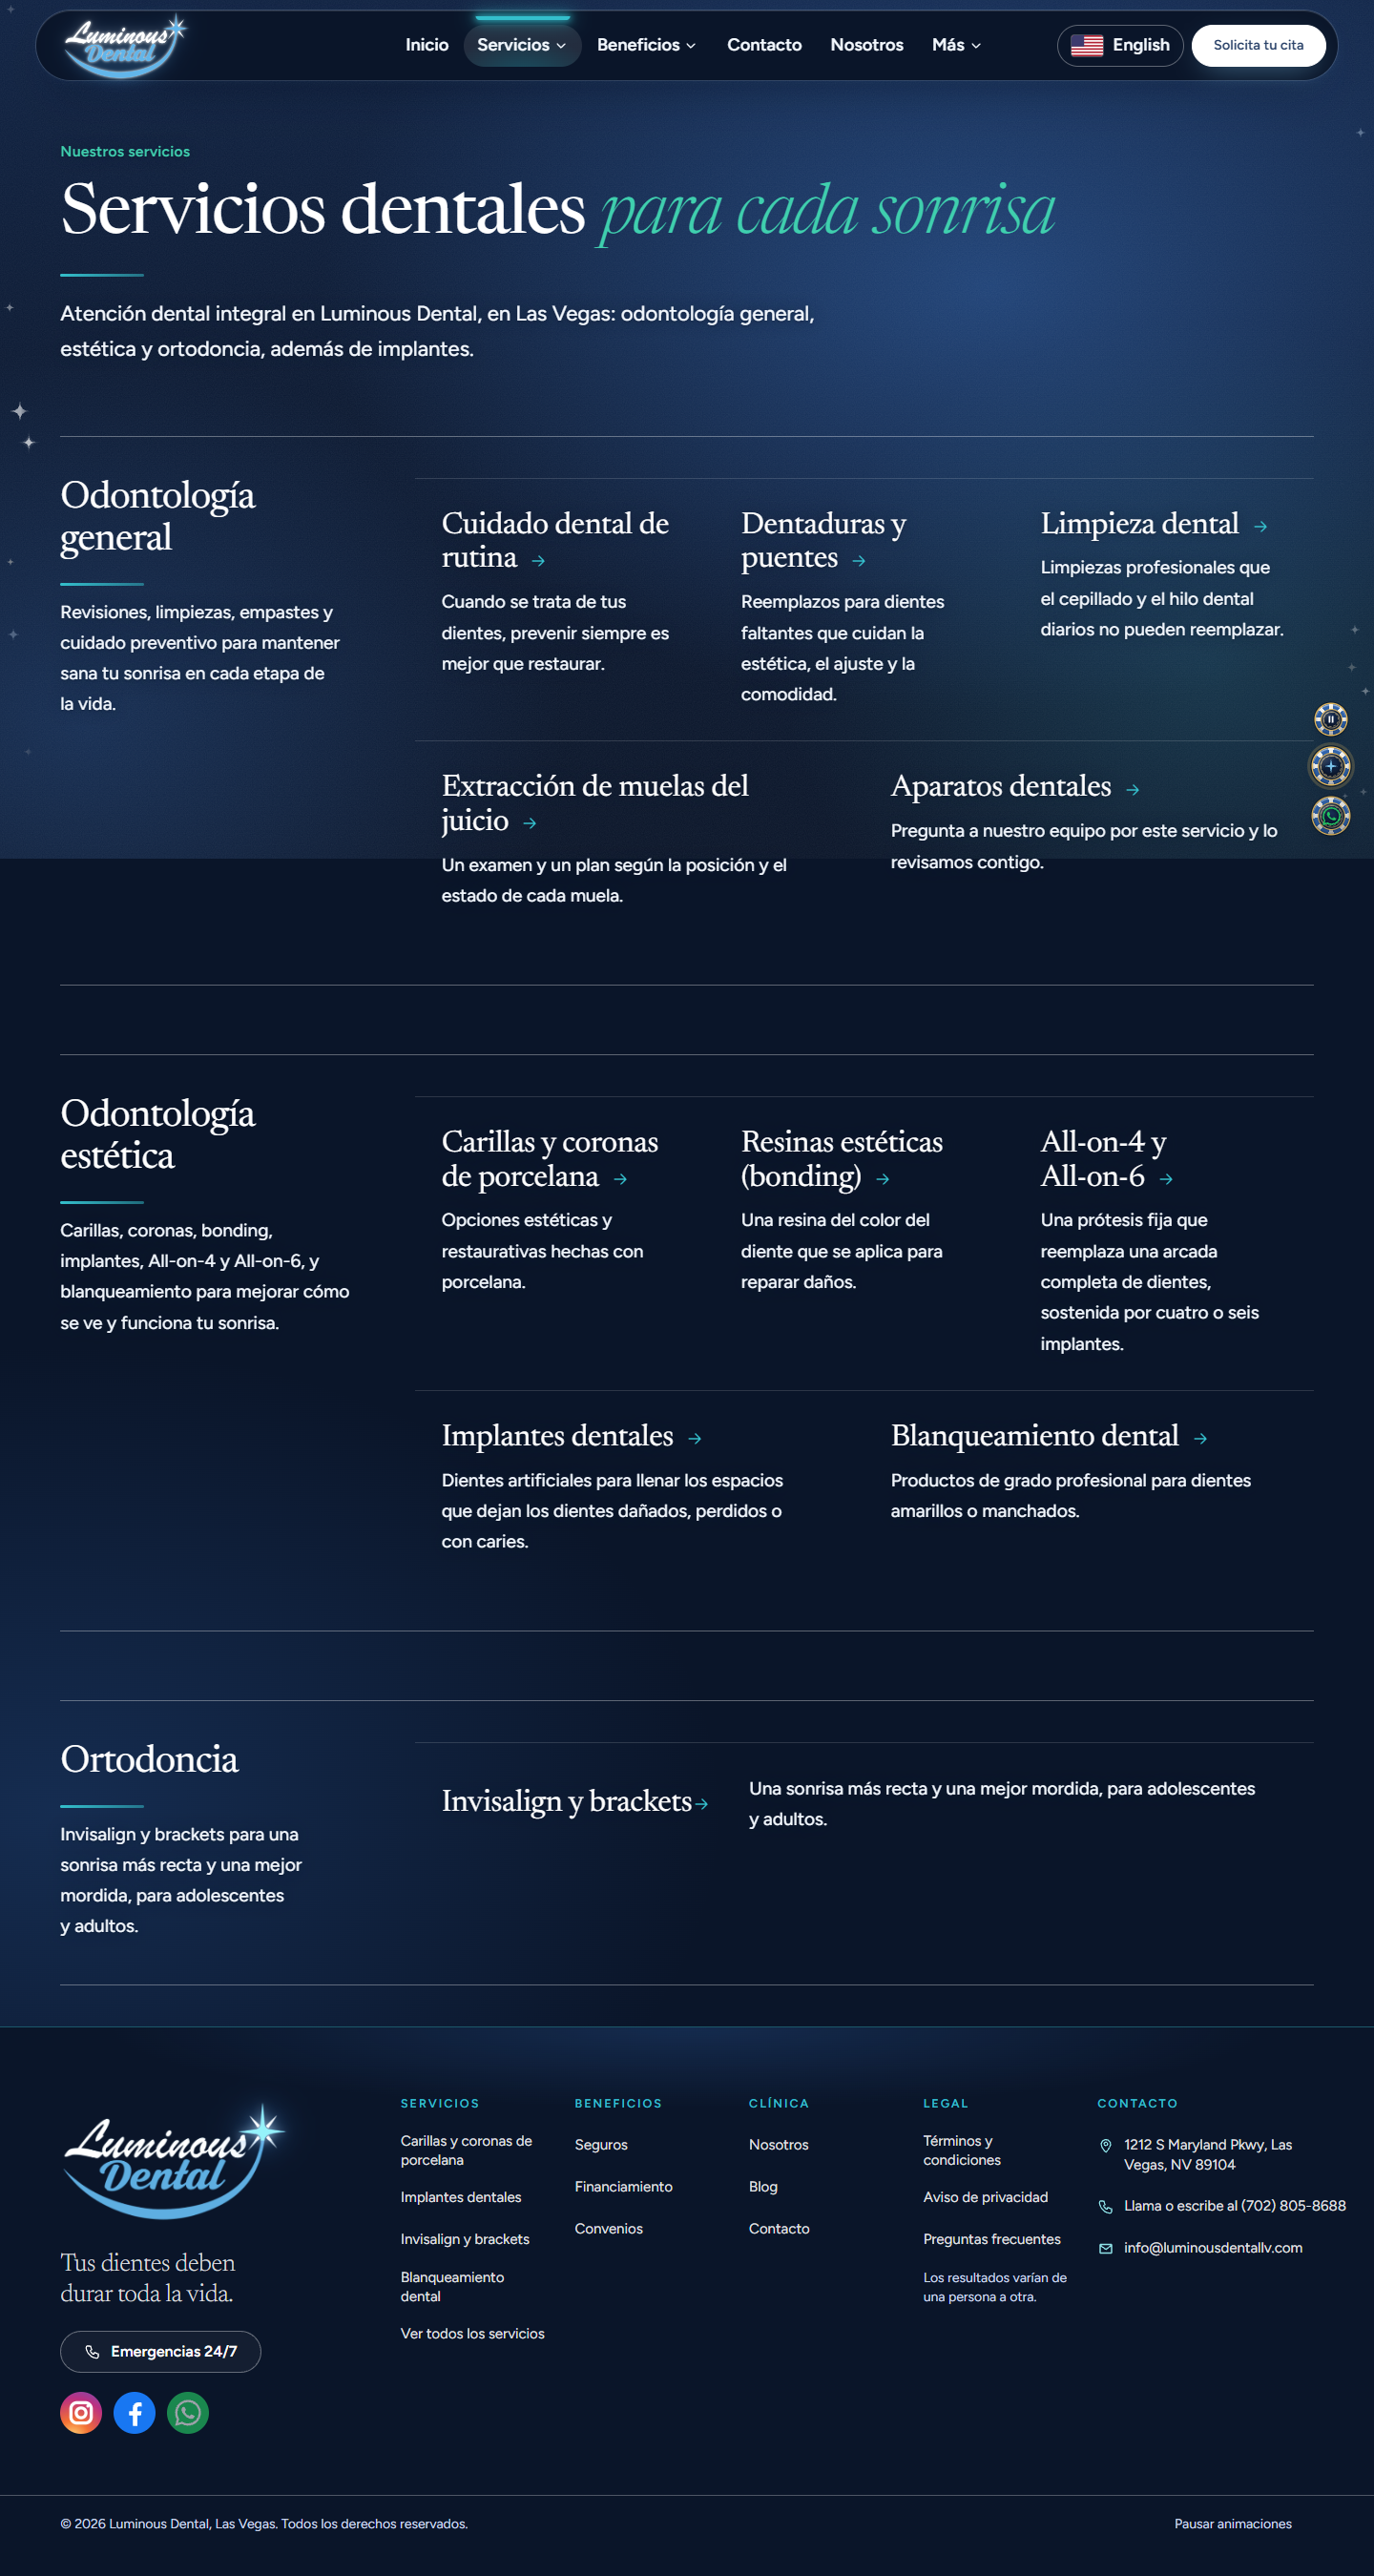 Luminous
Dental
Inicio
Servicios
Beneficios
Contacto
Nosotros
Más
English
Solicita tu cita
Nuestros servicios
Servicios dentales para cada sonrisa
Atención dental integral en Luminous Dental, en Las Vegas: odontología general,
estética y ortodoncia, además de implantes.
Odontología
general
Revisiones, limpiezas, empastes y
cuidado preventivo para mantener
sana tu sonrisa en cada etapa de
la vida.
Cuidado dental de
rutina →
Cuando se trata de tus
dientes, prevenir siempre es
mejor que restaurar.
Dentaduras y
puentes →
Reemplazos para dientes
faltantes que cuidan la
estética, el ajuste y la
comodidad.
Limpieza dental →
Limpiezas profesionales que
el cepillado y el hilo dental
diarios no pueden reemplazar.
Extracción de muelas del
juicio →
Un examen y un plan según la posición y el
estado de cada muela.
Aparatos dentales →
Pregunta a nuestro equipo por este servicio y lo
revisamos contigo.
Odontología
estética
Carillas, coronas, bonding,
implantes, All-on-4 y All-on-6, y
blanqueamiento para mejorar cómo
se ve y funciona tu sonrisa.
Carillas y coronas
de porcelana →
Opciones estéticas y
restaurativas hechas con
porcelana.
Resinas estéticas
(bonding) →
Una resina del color del
diente que se aplica para
reparar daños.
All-on-4 y
All-on-6 →
Una prótesis fija que
reemplaza una arcada
completa de dientes,
sostenida por cuatro o seis
implantes.
Implantes dentales →
Dientes artificiales para llenar los espacios
que dejan los dientes dañados, perdidos o
con caries.
Blanqueamiento dental →
Productos de grado profesional para dientes
amarillos o manchados.
Ortodoncia
Invisalign y brackets para una
sonrisa más recta y una mejor
mordida, para adolescentes
y adultos.
Invisalign y brackets →
Una sonrisa más recta y una mejor mordida, para adolescentes
y adultos.
Luminous
Dental
Tus dientes deben
durar toda la vida.
Emergencias 24/7
SERVICIOS
Carillas y coronas de
porcelana
Implantes dentales
Invisalign y brackets
Blanqueamiento
dental
Ver todos los servicios
BENEFICIOS
Seguros
Financiamiento
Convenios
CLÍNICA
Nosotros
Blog
Contacto
LEGAL
Términos y
condiciones
Aviso de privacidad
Preguntas frecuentes
Los resultados varían de
una persona a otra.
CONTACTO
1212 S Maryland Pkwy, Las
Vegas, NV 89104
Llama o escribe al (702) 805-8688
info@luminousdentallv.com
© 2026 Luminous Dental, Las Vegas. Todos los derechos reservados.
Pausar animaciones